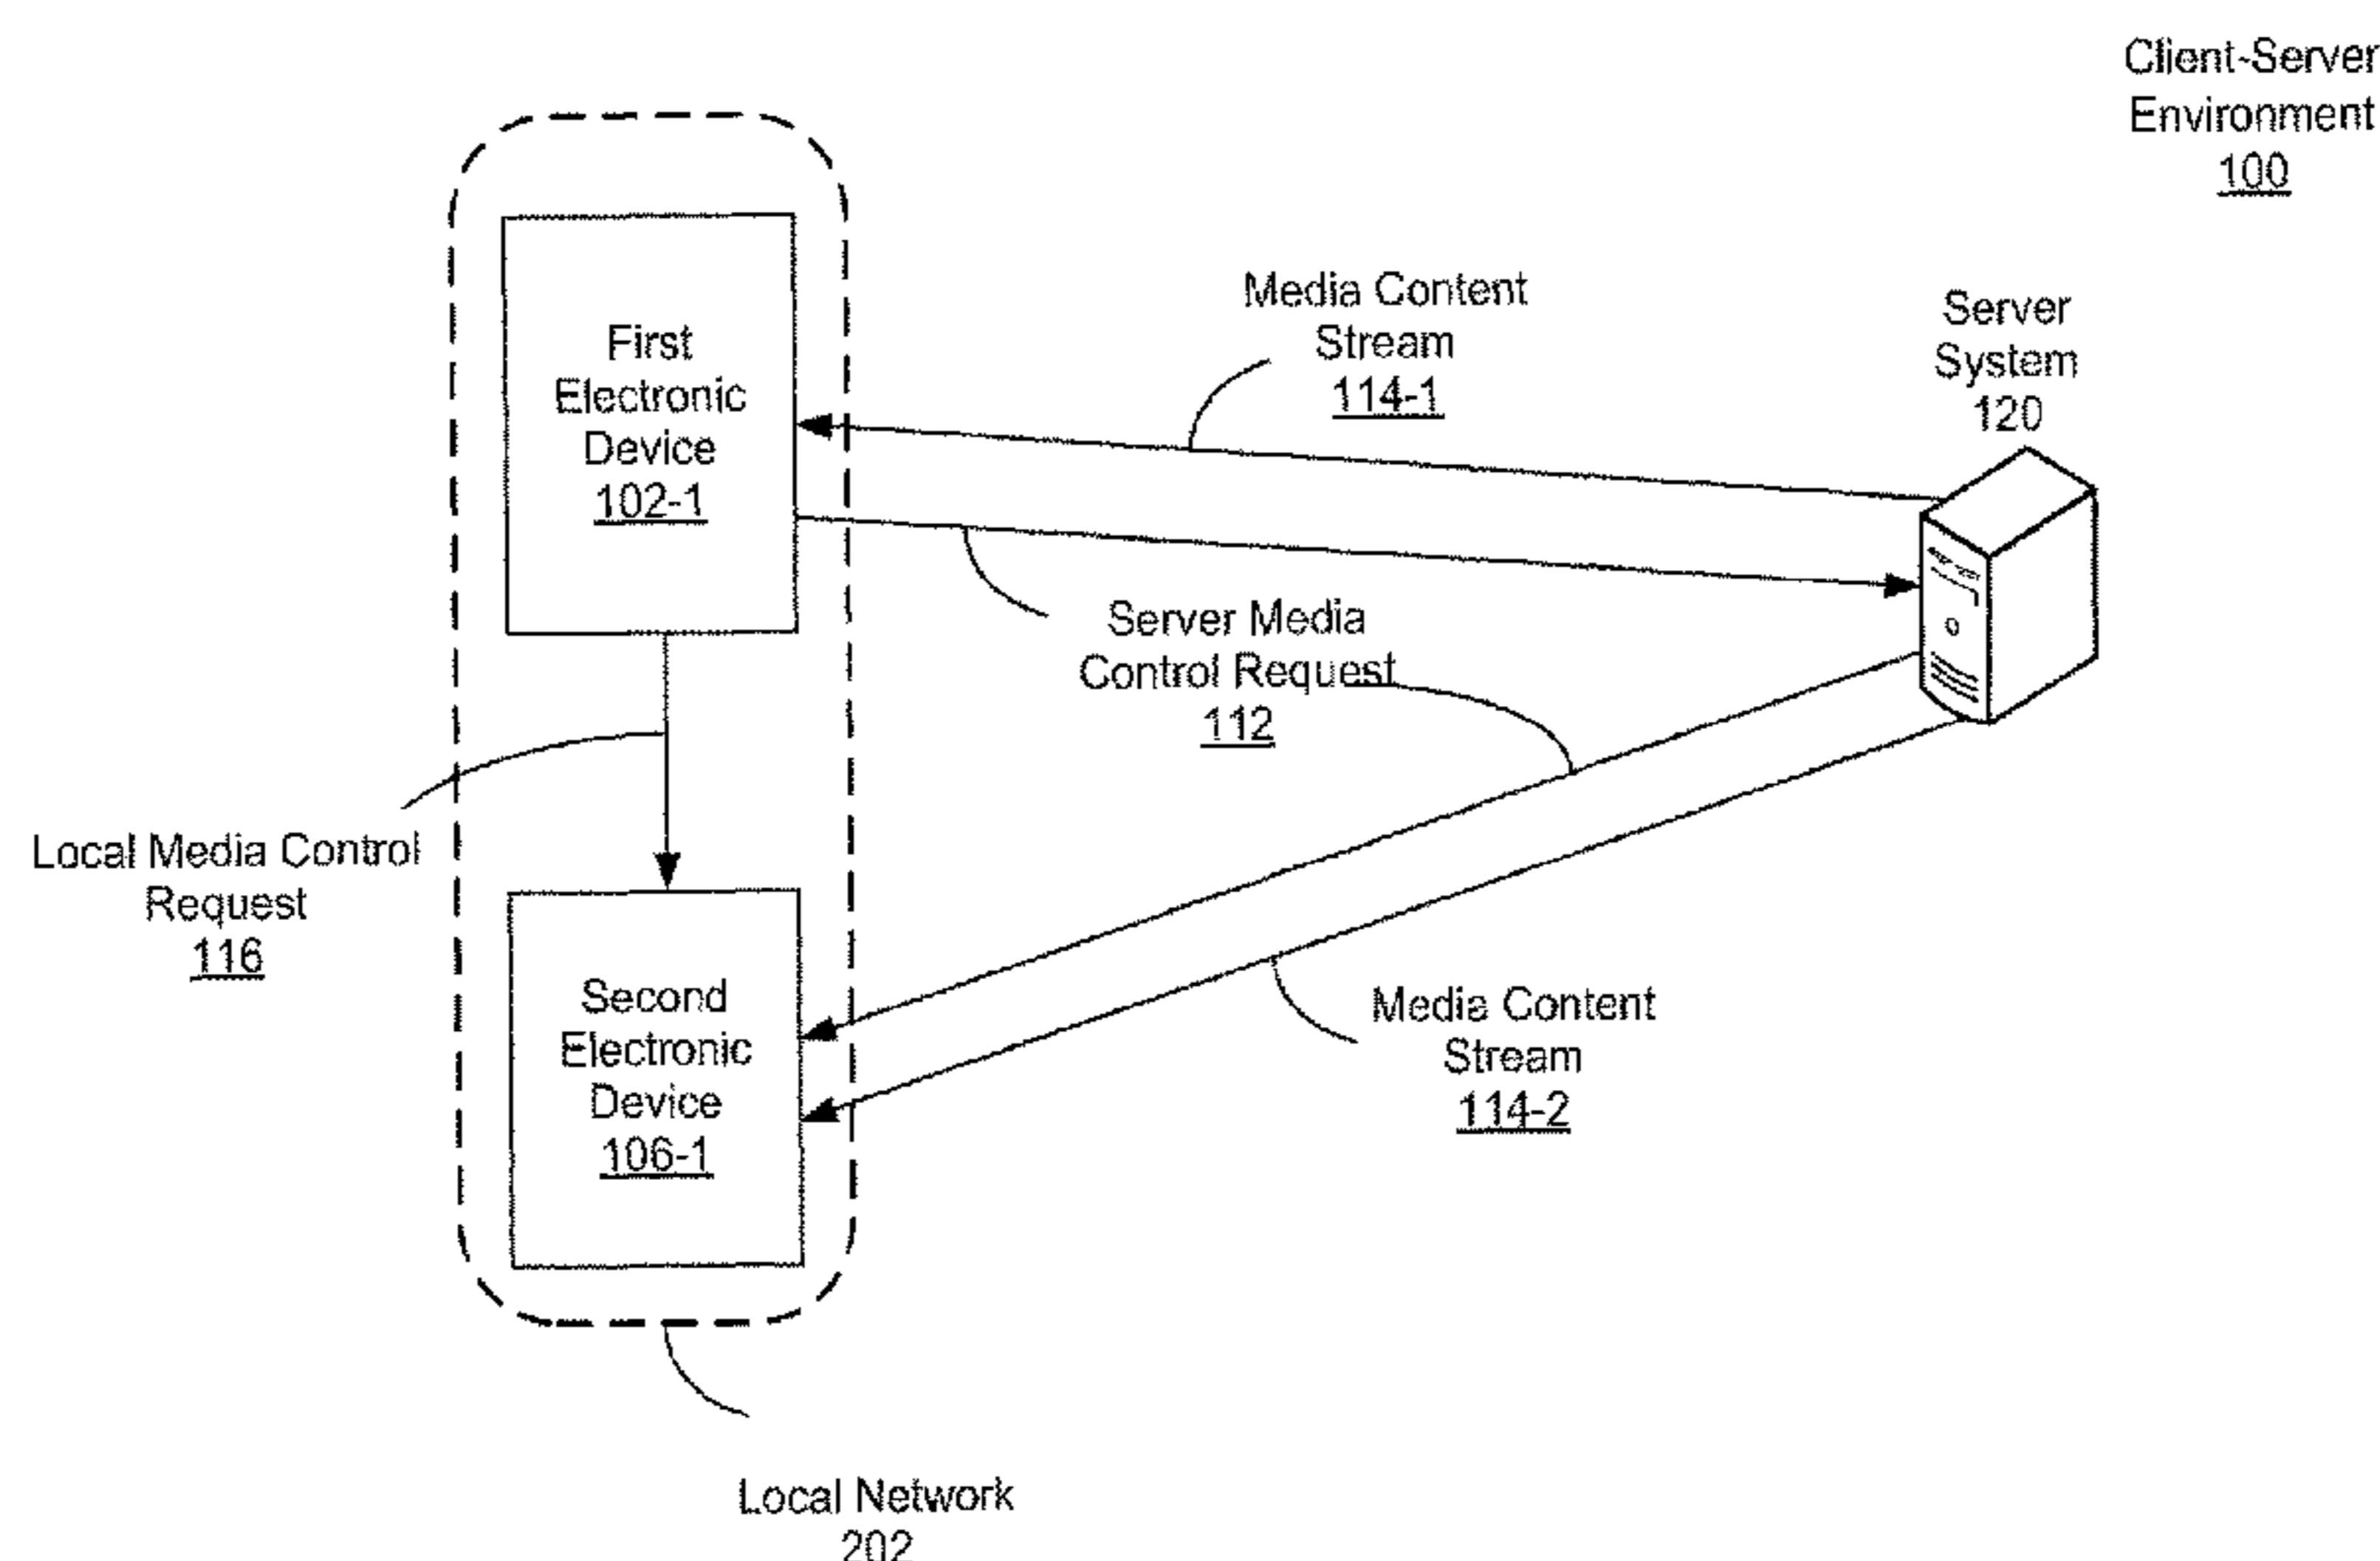 Client-Server
Environment
100
Media Content
Stream
114-1
Server
System
120
First
Electronic
Device
102-1
Server Media
Control Request
112
Local Media Control
Request
116
Second
Electronic
Device
106-1
Media Content
Stream
114-2
Local Network
202